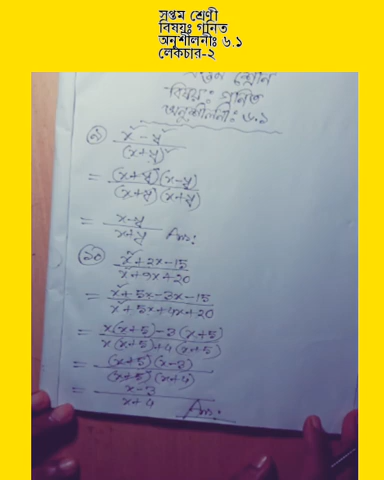 সপ্তম শ্রেণী
বিষয়ঃ গনিত
অনুশীলনীঃ ৬.১
লেকচার-২
বিষয়ঃ গনিত
অনুশীলনীঃ ৬.১
৯ x² - y²
(x+y)²
= (x+y)(x-y)
(x+y)(x+y)
= x-y
x+y Ans:
১০ x²+2x-15
x²+9x+20
= x²+5x-3x-15
x²+5x+4x+20
= x(x+5)-3(x+5)
x(x+5)+4(x+5)
= (x+5)(x-3)
(x+5)(x+4)
= x-3
x+4 Ans: